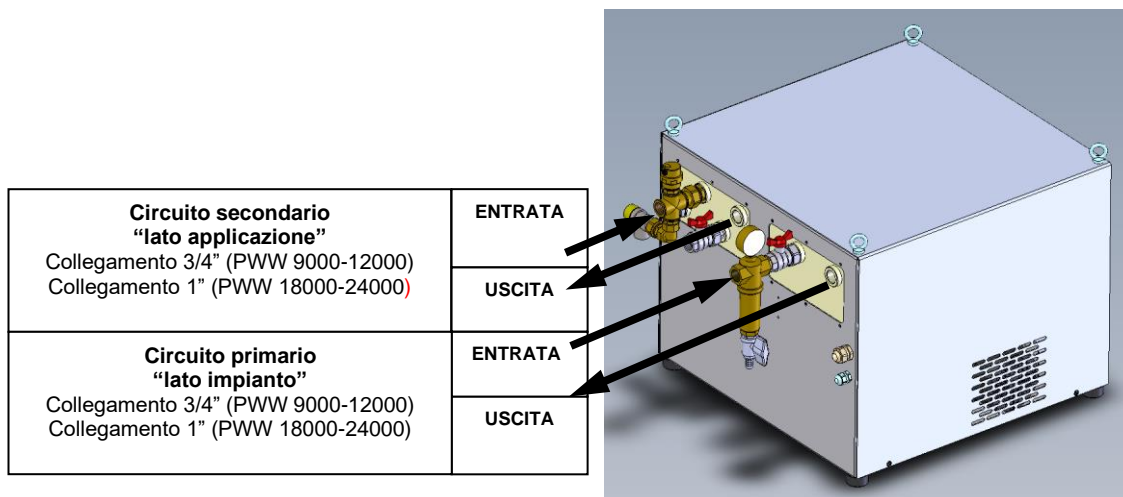 Circuito secondario
“lato applicazione”
Collegamento 3/4” (PWW 9000-12000)
Collegamento 1” (PWW 18000-24000)
ENTRATA
USCITA
Circuito primario
“lato impianto”
Collegamento 3/4” (PWW 9000-12000)
Collegamento 1” (PWW 18000-24000)
ENTRATA
USCITA